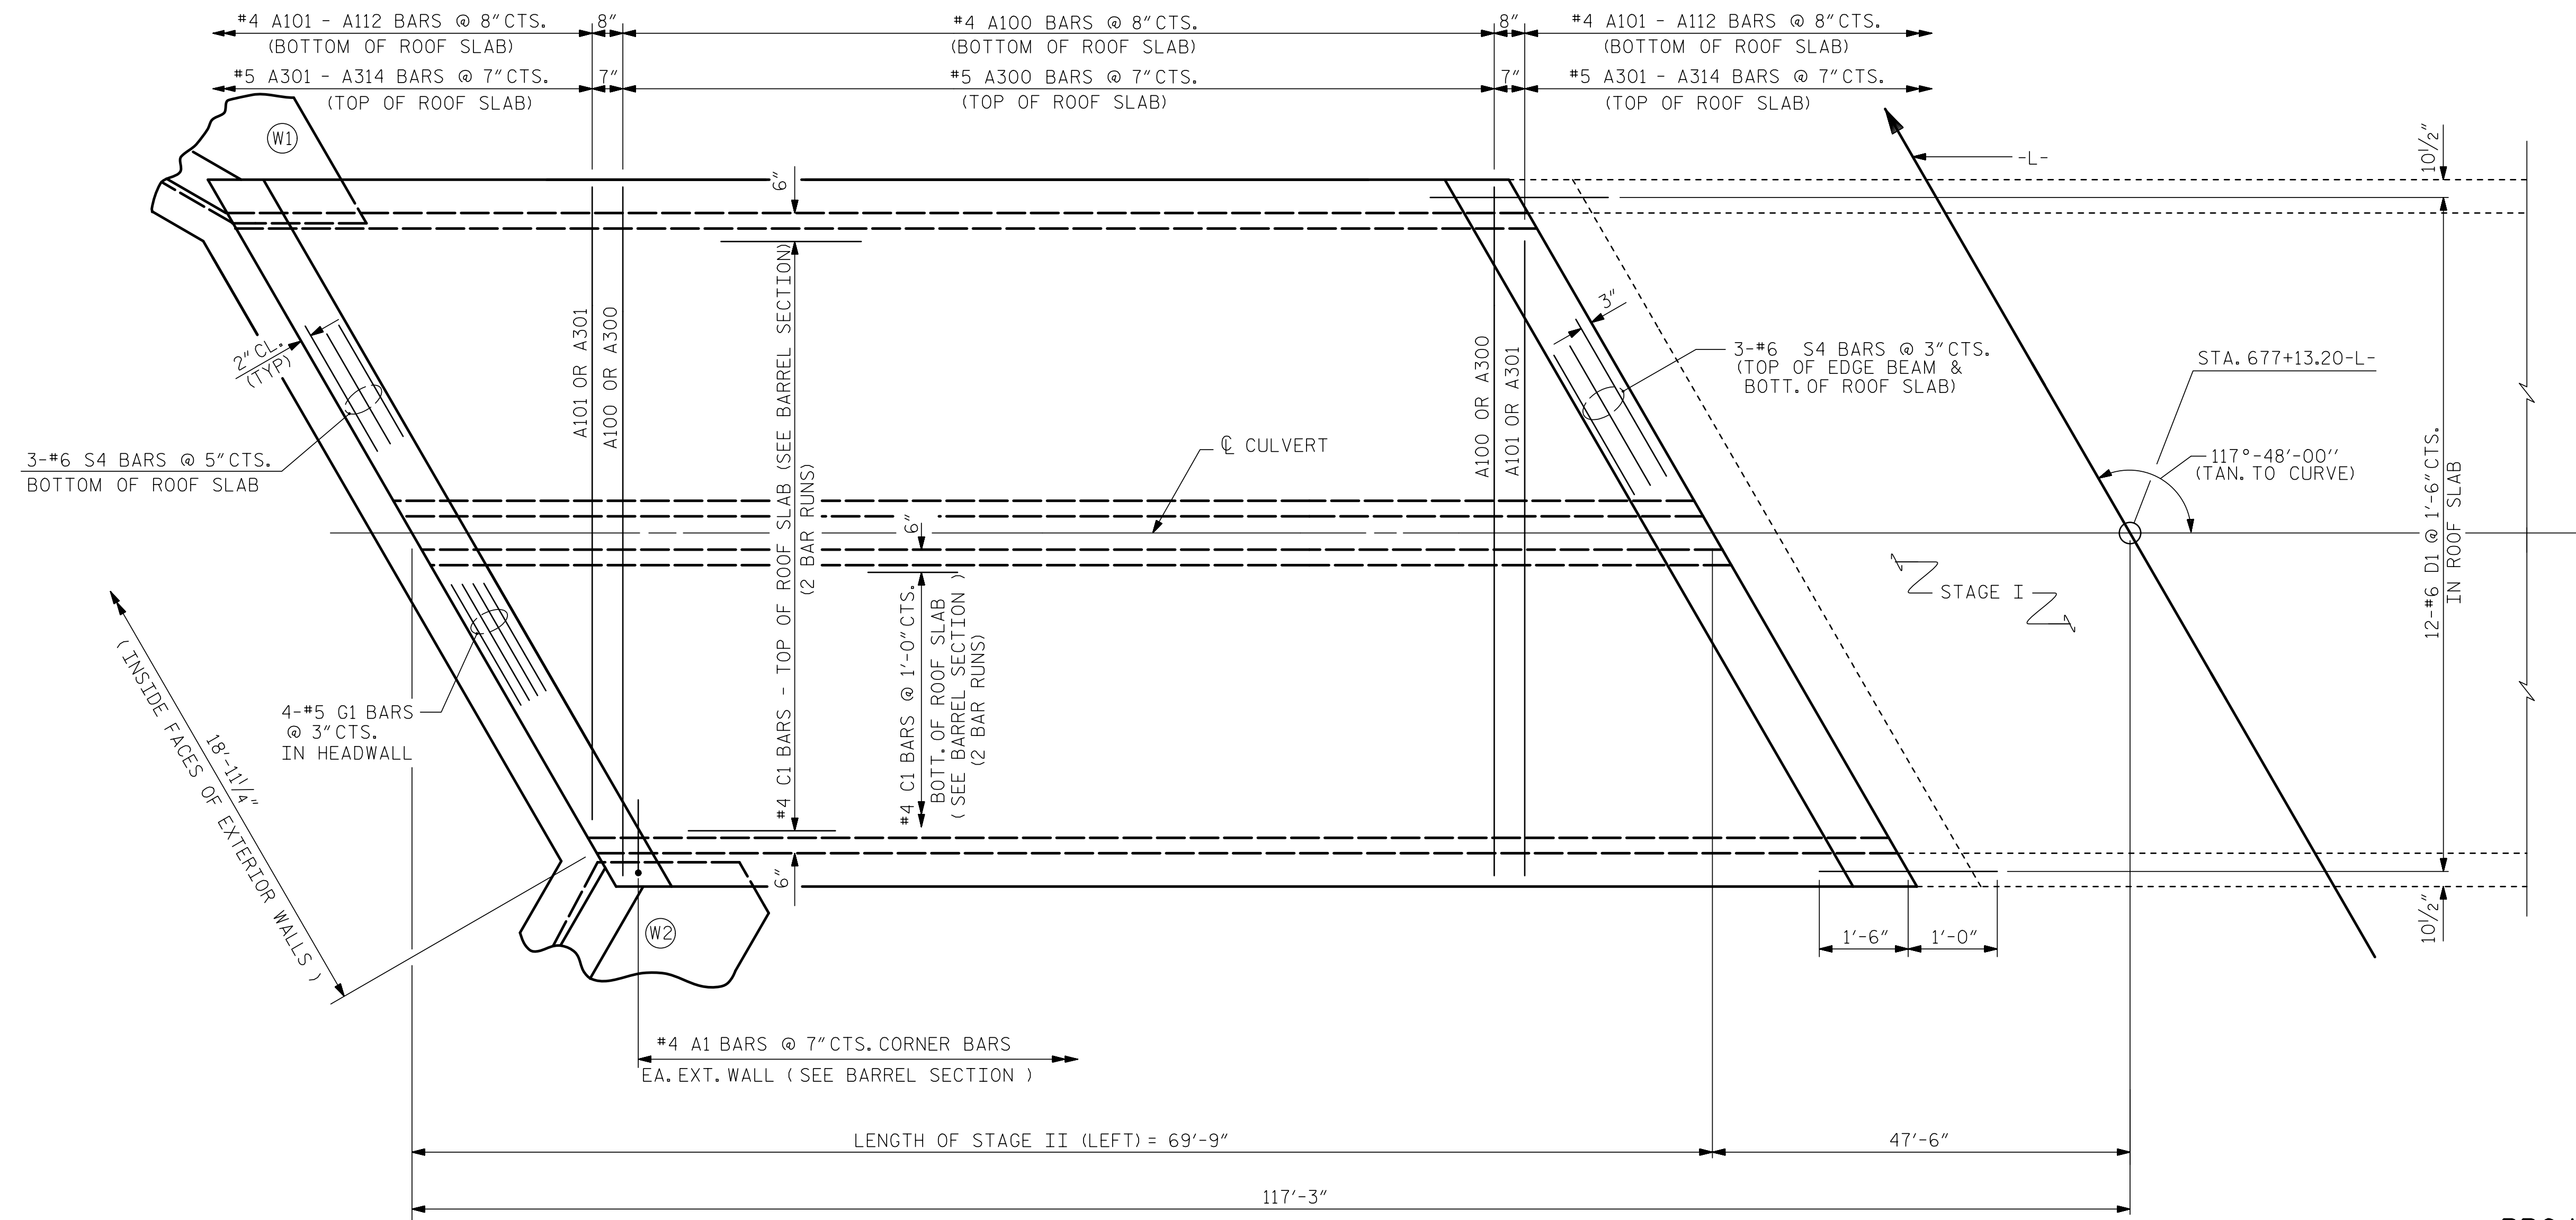 #4 A101 - A112 BARS @ 8" CTS.
(BOTTOM OF ROOF SLAB)
8"
#4 A100 BARS @ 8" CTS.
(BOTTOM OF ROOF SLAB)
8"
#4 A101 - A112 BARS @ 8" CTS.
(BOTTOM OF ROOF SLAB)
#5 A301 - A314 BARS @ 7" CTS.
(TOP OF ROOF SLAB)
7"
#5 A300 BARS @ 7" CTS.
(TOP OF ROOF SLAB)
7"
#5 A301 - A314 BARS @ 7" CTS.
(TOP OF ROOF SLAB)
W1
6"
-L-
10½"
2" CL.
(TYP)
A101 OR A301
A100 OR A300
#4 C1 BARS - TOP OF ROOF SLAB (SEE BARREL SECTION)
(2 BAR RUNS)
A100 OR A300
A101 OR A301
3"
3-#6 S4 BARS @ 3" CTS.
(TOP OF EDGE BEAM &
BOTT. OF ROOF SLAB)
STA. 677+13.20-L-
117°-48'-00''
(TAN. TO CURVE)
12-#6 D1 @ 1'-6" CTS.
IN ROOF SLAB
3-#6 S4 BARS @ 5" CTS.
BOTTOM OF ROOF SLAB
℄ CULVERT
6"
#4 C1 BARS @ 1'-0" CTS.
BOTT. OF ROOF SLAB
( SEE BARREL SECTION )
(2 BAR RUNS)
STAGE I
4-#5 G1 BARS
@ 3" CTS.
IN HEADWALL
18'-11¼"
( INSIDE FACES OF EXTERIOR WALLS )
6"
W2
1'-6"
1'-0"
10½"
#4 A1 BARS @ 7" CTS. CORNER BARS
EA. EXT. WALL ( SEE BARREL SECTION )
LENGTH OF STAGE II (LEFT) = 69'-9"
47'-6"
117'-3"